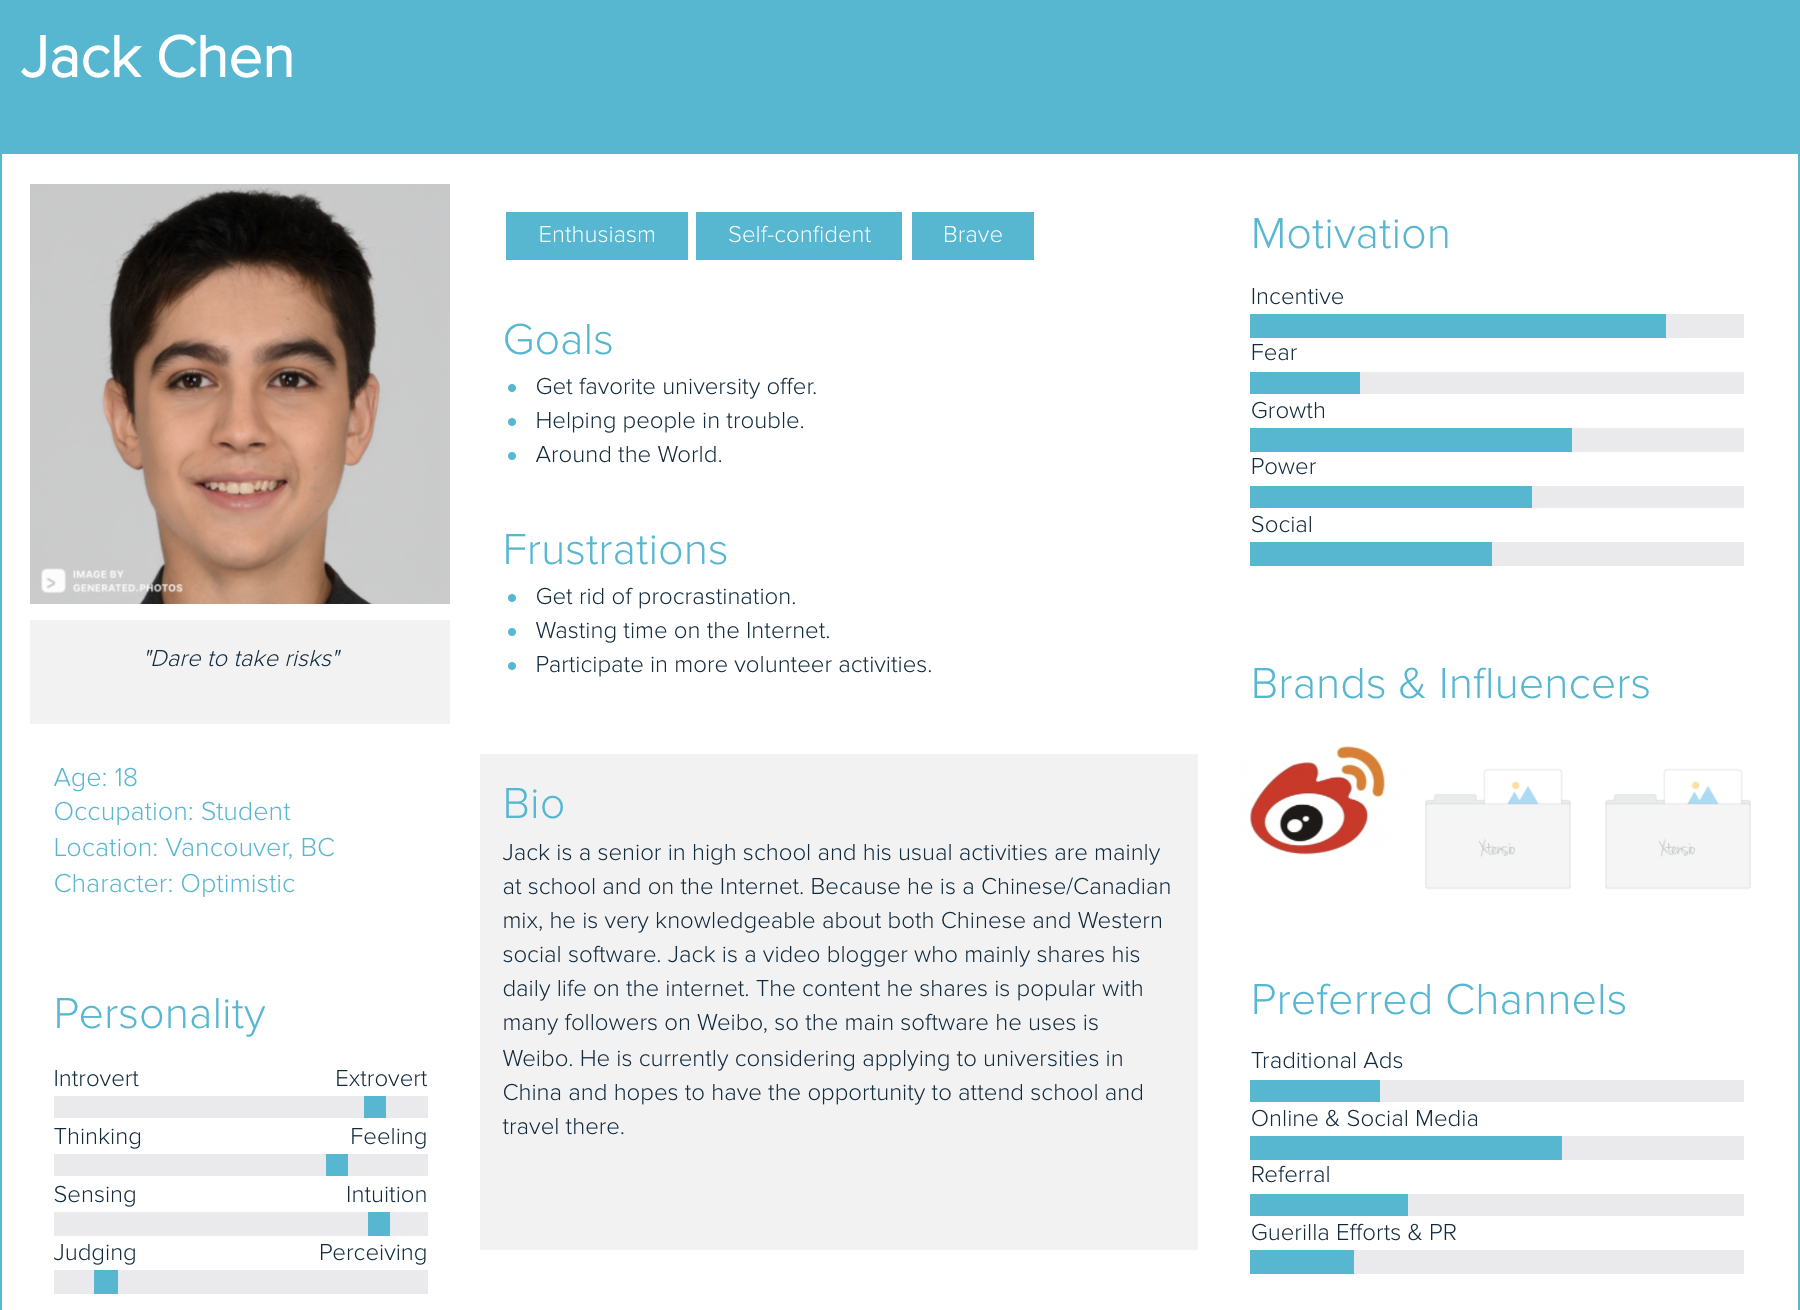 Jack Chen
IMAGE BY
GENERATED.PHOTOS
"Dare to take risks"
Age: 18
Occupation: Student
Location: Vancouver, BC
Character: Optimistic
Personality
Introvert Extrovert
Thinking Feeling
Sensing Intuition
Judging Perceiving
Enthusiasm Self-confident Brave
Goals
Get favorite university offer.
Helping people in trouble.
Around the World.
Frustrations
Get rid of procrastination.
Wasting time on the Internet.
Participate in more volunteer activities.
Bio
Jack is a senior in high school and his usual activities are mainly
at school and on the Internet. Because he is a Chinese/Canadian
mix, he is very knowledgeable about both Chinese and Western
social software. Jack is a video blogger who mainly shares his
daily life on the internet. The content he shares is popular with
many followers on Weibo, so the main software he uses is
Weibo. He is currently considering applying to universities in
China and hopes to have the opportunity to attend school and
travel there.
Motivation
Incentive
Fear
Growth
Power
Social
Brands & Influencers
Xtensio Xtensio
Preferred Channels
Traditional Ads
Online & Social Media
Referral
Guerilla Efforts & PR